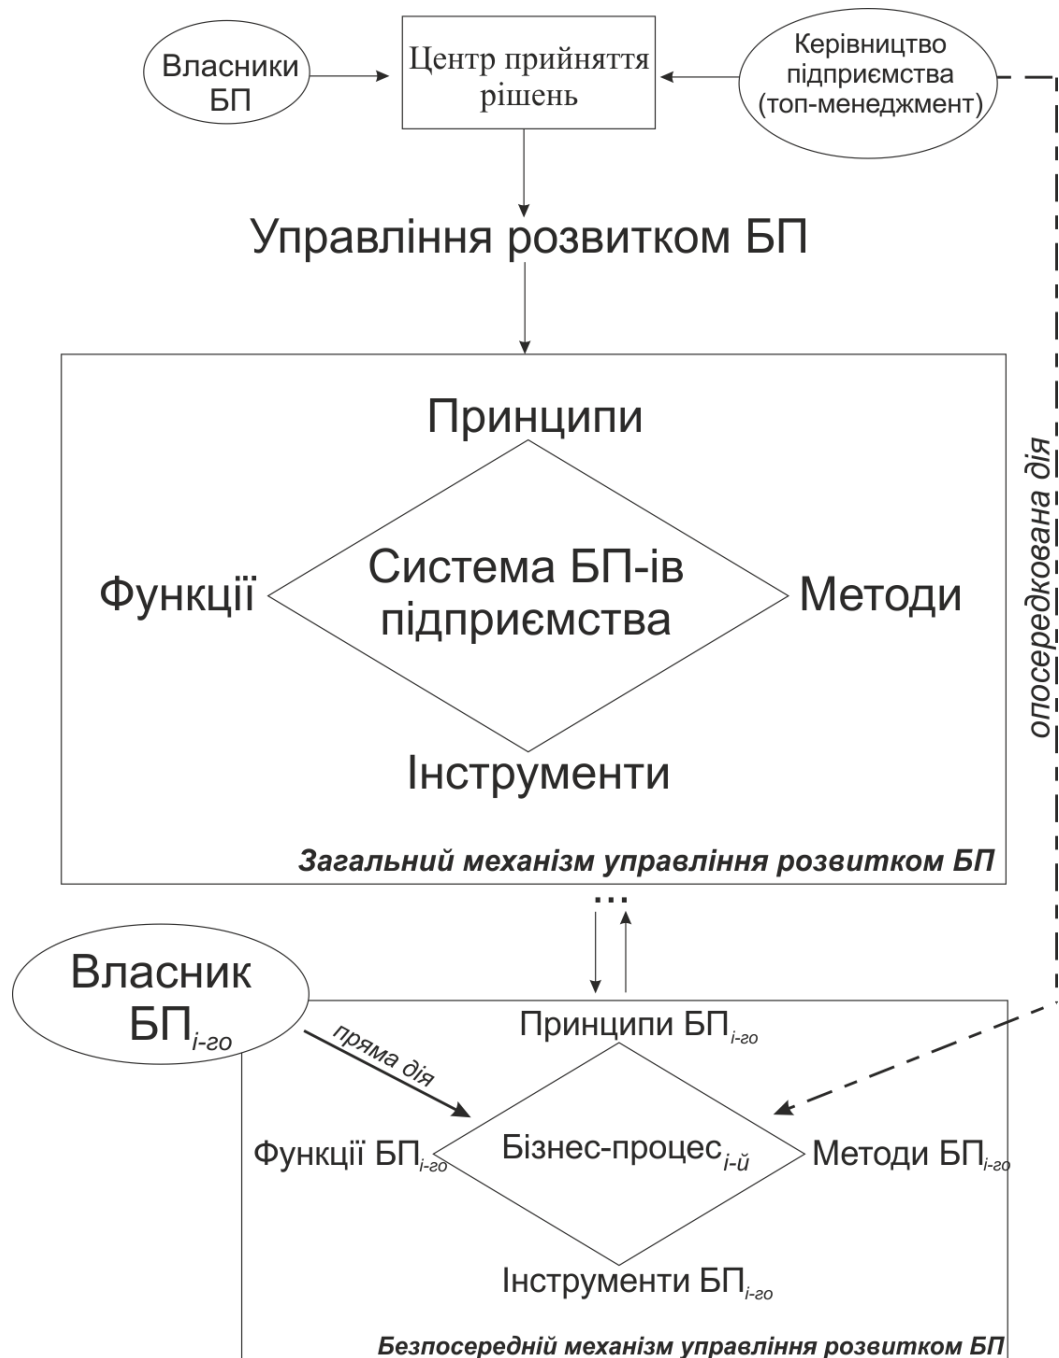 Власники
БП
Центр прийняття
рішень
Керівництво
підприємства
(топ-менеджмент)
Управління розвитком БП
Принципи
Функції
Система БП-ів
підприємства
Методи
Інструменти
Загальний механізм управління розвитком БП
опосередкована дія
...
Власник
БПі-го
пряма дія
Принципи БПі-го
Функції БПі-го
Бізнес-процесі-й
Методи БПі-го
Інструменти БПі-го
Безпосередній механізм управління розвитком БП